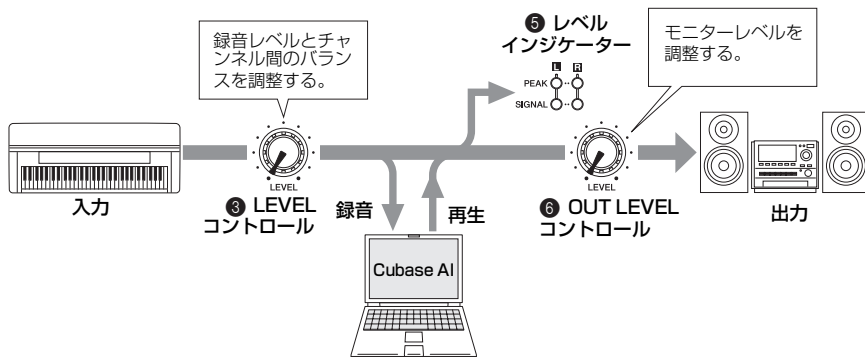 録音レベルとチャ
ンネル間のバラン
スを調整する。
❺ レベル
インジケーター
L R
PEAK
SIGNAL
モニターレベルを
調整する。
LEVEL
LEVEL
入力
❸ LEVEL
コントロール
録音
再生
❻ OUT LEVEL
コントロール
出力
Cubase AI